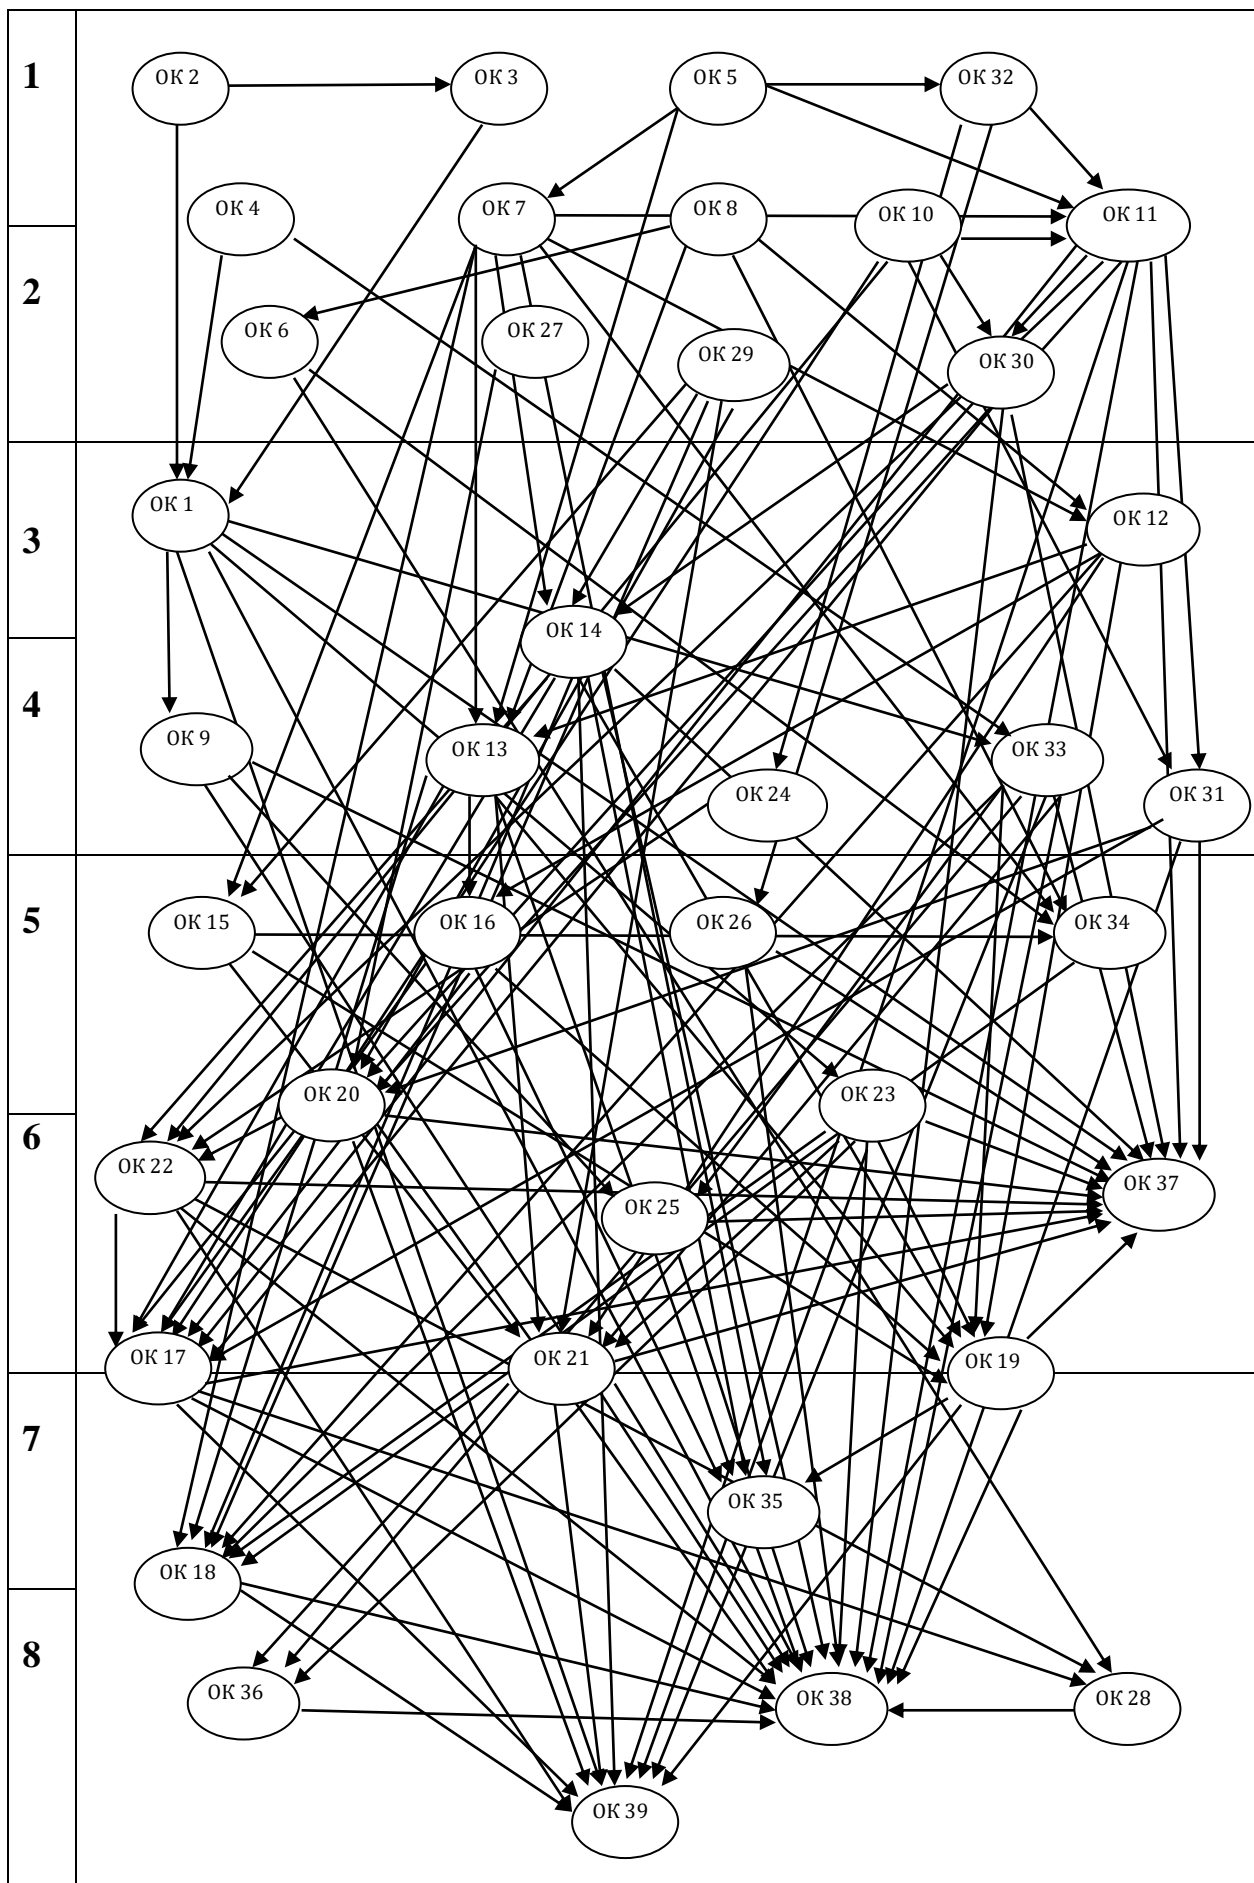 1
ОК 2
ОК 3
ОК 5
ОК 32
ОК 4
ОК 7
ОК 8
ОК 10
ОК 11
2
ОК 6
ОК 27
ОК 29
ОК 30
3
ОК 1
ОК 12
ОК 14
4
ОК 9
ОК 13
ОК 24
ОК 33
ОК 31
5
ОК 15
ОК 16
ОК 26
ОК 34
ОК 20
ОК 23
6
ОК 22
ОК 25
ОК 37
ОК 17
ОК 21
ОК 19
7
ОК 35
ОК 18
8
ОК 36
ОК 38
ОК 28
ОК 39